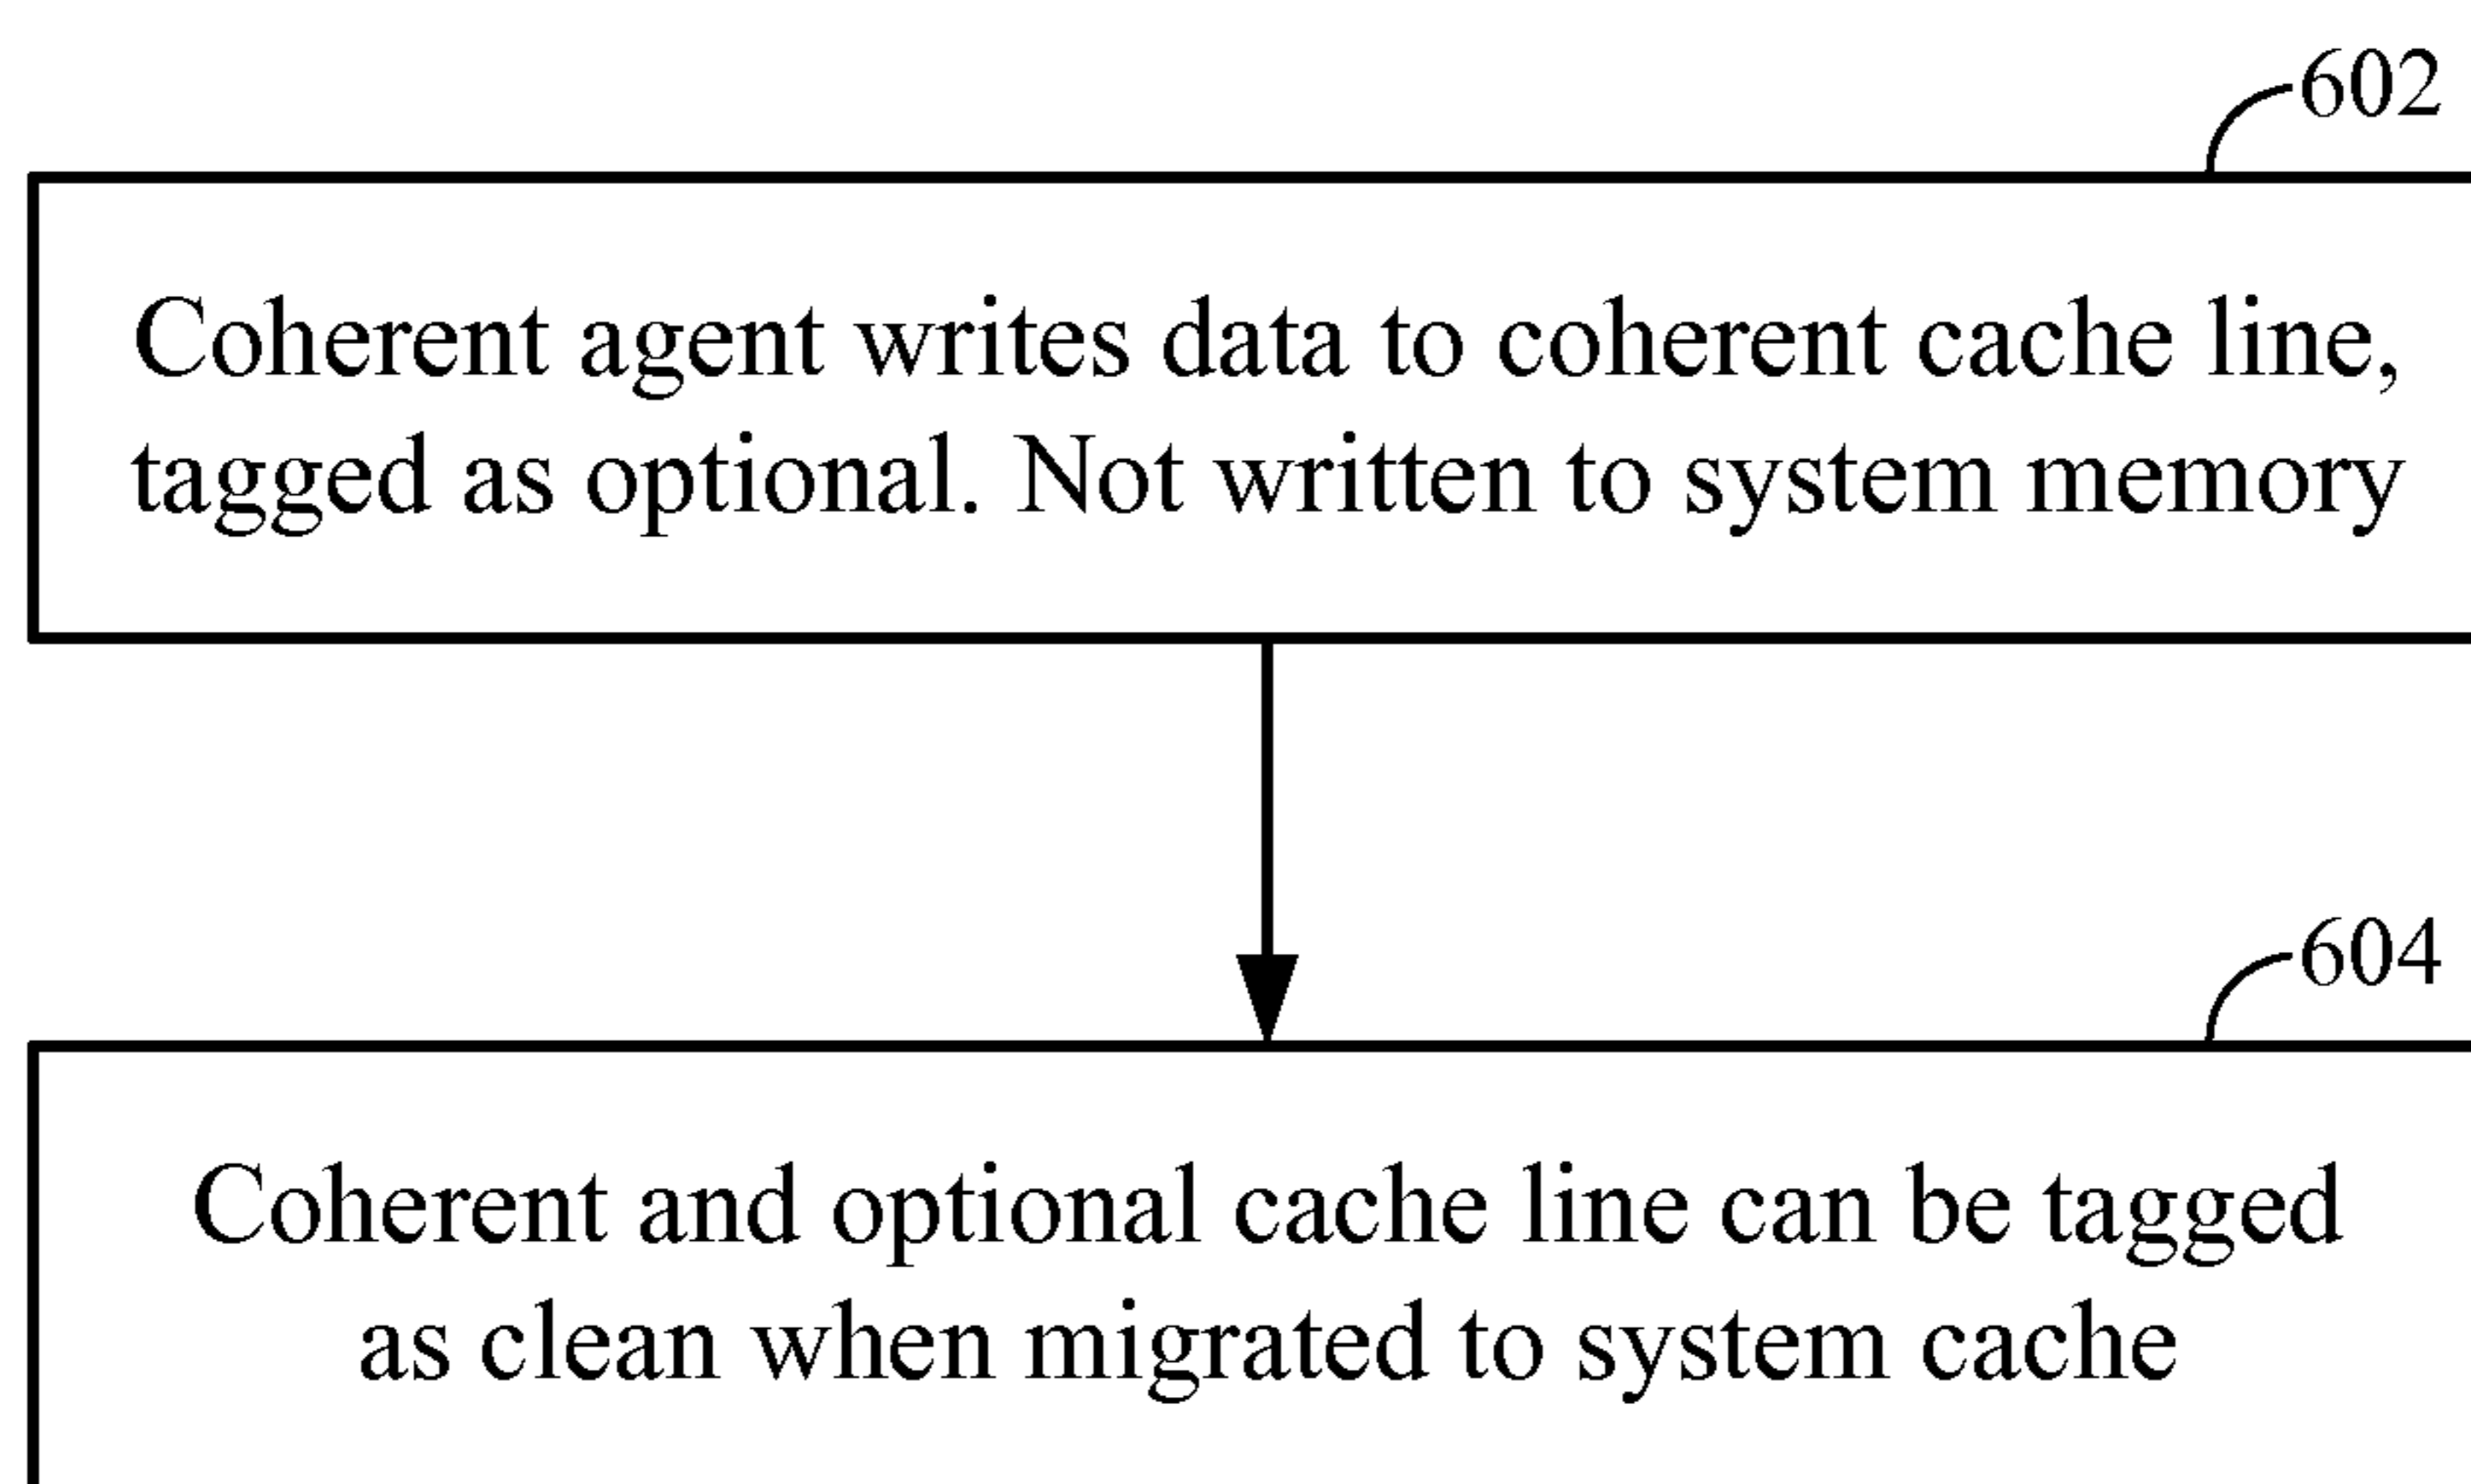 602
Coherent agent writes data to coherent cache line,
tagged as optional. Not written to system memory
604
Coherent and optional cache line can be tagged
as clean when migrated to system cache